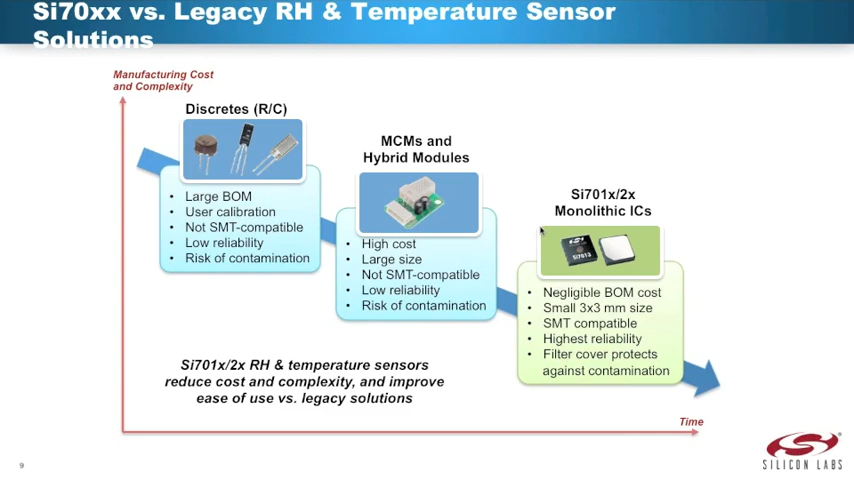 Si70xx vs. Legacy RH & Temperature Sensor
Solutions
Manufacturing Cost
and Complexity
Discretes (R/C)
• Large BOM
• User calibration
• Not SMT-compatible
• Low reliability
• Risk of contamination
MCMs and
Hybrid Modules
• High cost
• Large size
• Not SMT-compatible
• Low reliability
• Risk of contamination
Si701x/2x
Monolithic ICs
Si7013
• Negligible BOM cost
• Small 3x3 mm size
• SMT compatible
• Highest reliability
• Filter cover protects
against contamination
Si701x/2x RH & temperature sensors
reduce cost and complexity, and improve
ease of use vs. legacy solutions
Time
9
SILICON LABS